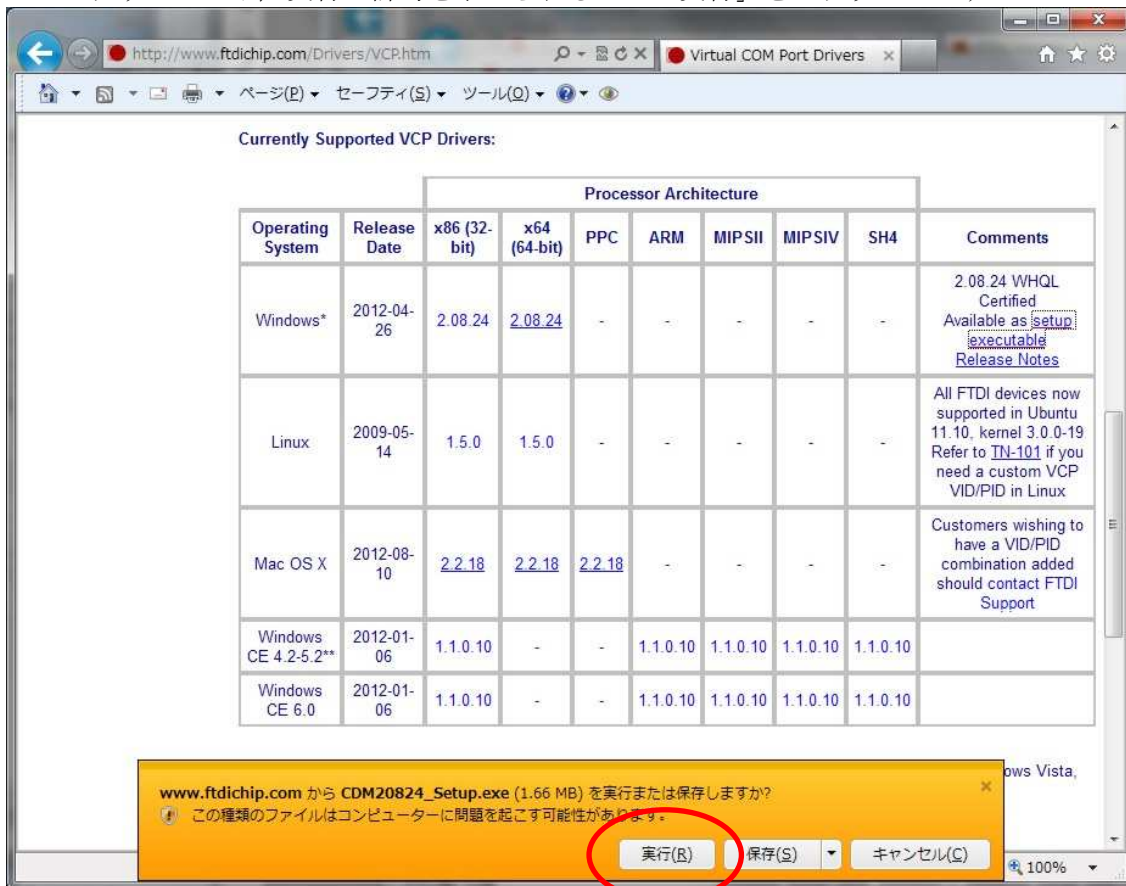 http://www.ftdichip.com/Drivers/VCP.htm
Virtual COM Port Drivers
ページ(P) セーフティ(S) ツール(O)
Currently Supported VCP Drivers:
Processor Architecture
Operating System
Release Date
x86 (32-bit)
x64 (64-bit)
PPC
ARM
MIPSII
MIPSIV
SH4
Comments
Windows*
2012-04-26
2.08.24
2.08.24
-
-
-
-
-
2.08.24 WHQL
Certified
Available as setup
executable
Release Notes
Linux
2009-05-14
1.5.0
1.5.0
-
-
-
-
-
All FTDI devices now
supported in Ubuntu
11.10, kernel 3.0.0-19
Refer to TN-101 if you
need a custom VCP
VID/PID in Linux
Mac OS X
2012-08-10
2.2.18
2.2.18
2.2.18
-
-
-
-
Customers wishing to
have a VID/PID
combination added
should contact FTDI
Support
Windows
CE 4.2-5.2**
2012-01-06
1.1.0.10
-
-
1.1.0.10
1.1.0.10
1.1.0.10
1.1.0.10
Windows
CE 6.0
2012-01-06
1.1.0.10
-
-
1.1.0.10
1.1.0.10
1.1.0.10
1.1.0.10
Vista,
www.ftdichip.com から CDM20824_Setup.exe (1.66 MB) を実行または保存しますか?
この種類のファイルはコンピューターに問題を起こす可能性があります。
実行(R) 保存(S) キャンセル(C)
100%